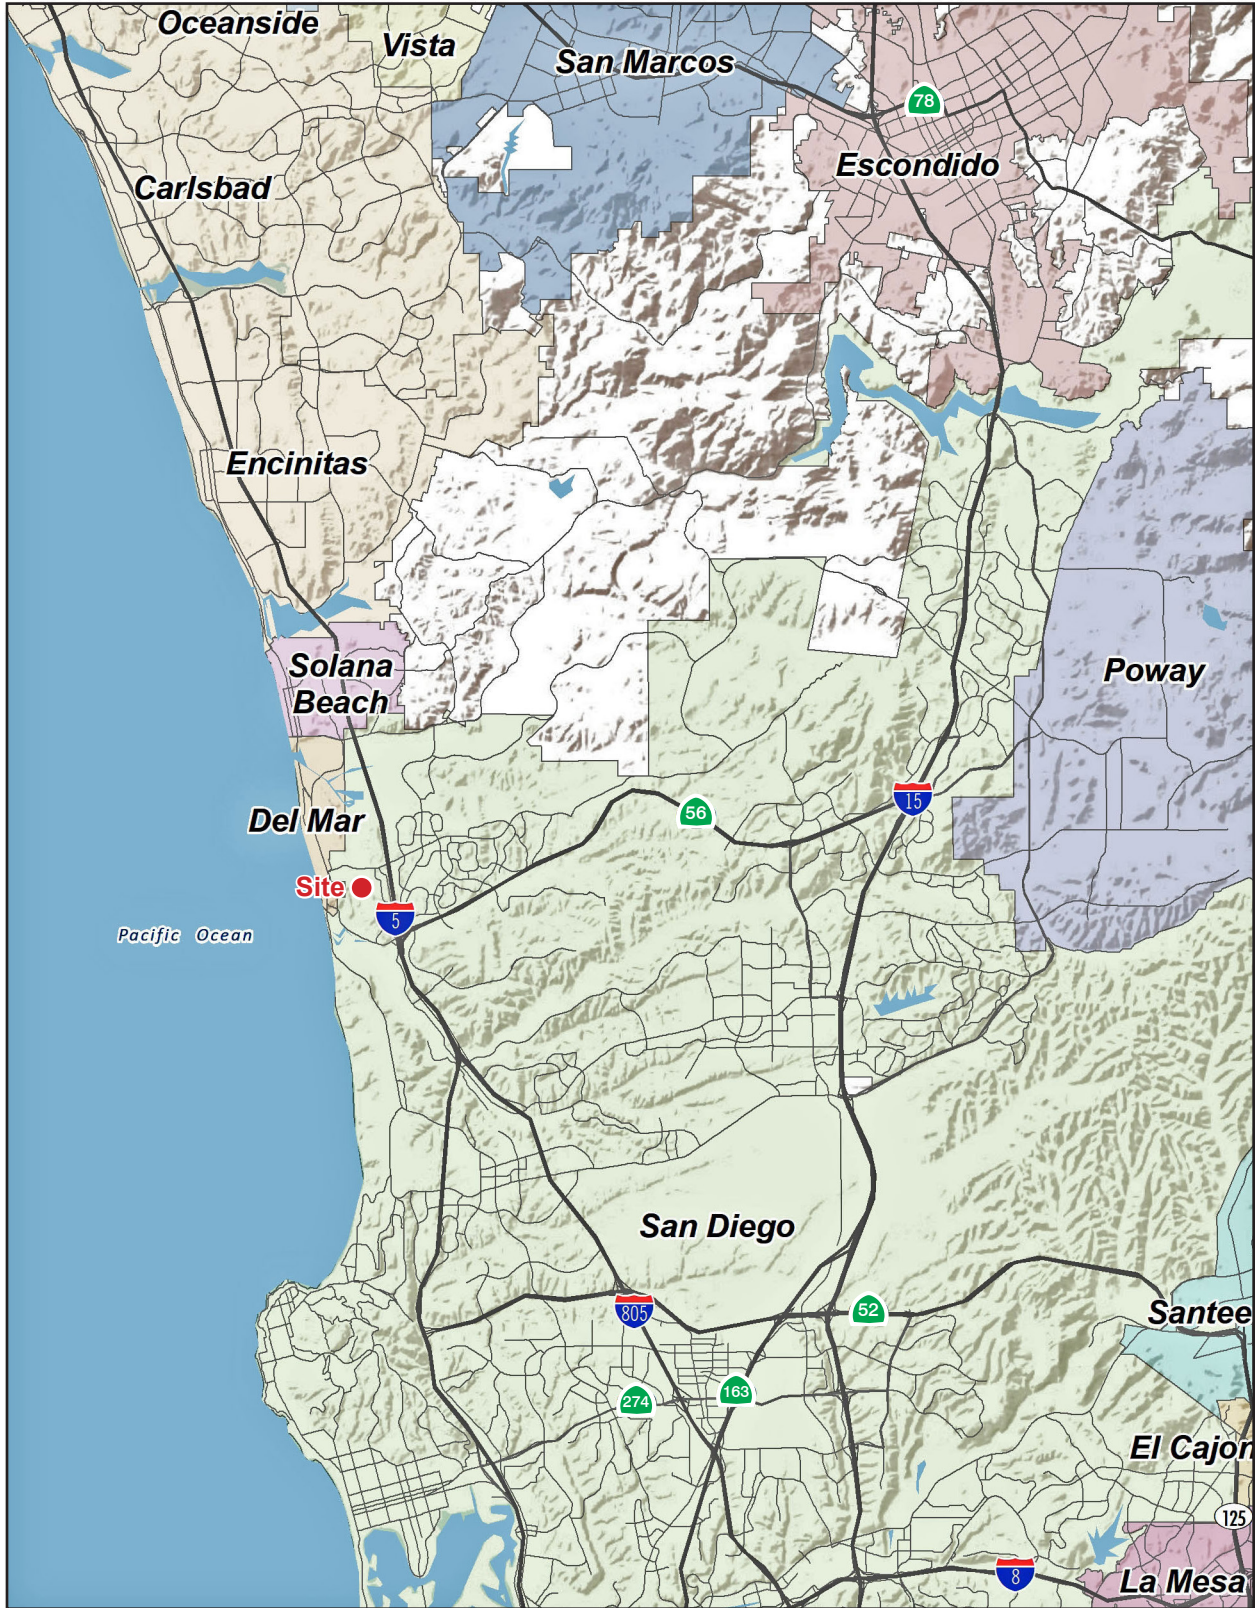 Oceanside
Vista
San Marcos
78
Escondido
Carlsbad
Encinitas
Solana
Beach
Poway
Del Mar
56
15
Site
5
Pacific Ocean
San Diego
805
52
Santee
274
163
El Cajon
125
8
La Mesa